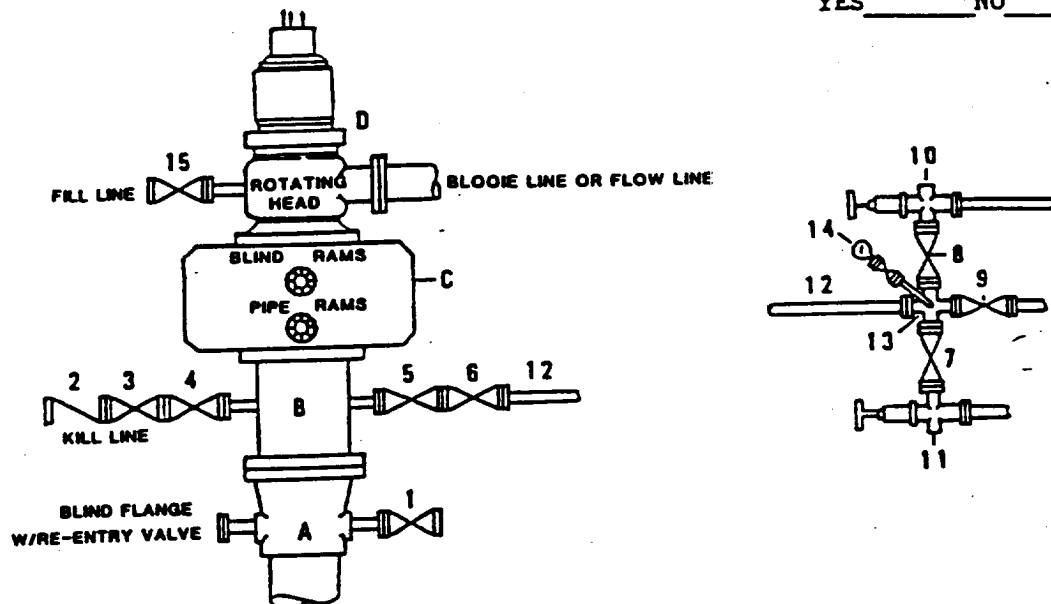 YES NO
D
15
FILL LINE
ROTATING
HEAD
BLOOIE LINE OR FLOW LINE
10
BLIND RAMS
C
PIPE RAMS
14
8
12
9
13
7
2 3 4
5 6 12
B
KILL LINE
11
BLIND FLANGE
W/RE-ENTRY VALVE
A
1